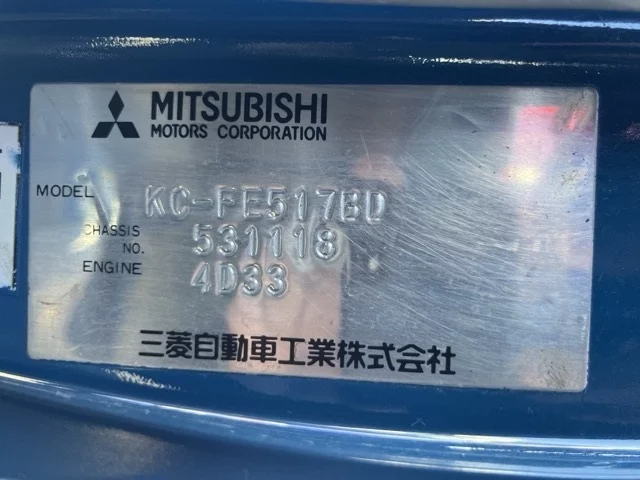 MITSUBISHI
MOTORS CORPORATION
MODEL KC-FE517BD
CHASSIS NO. 531118
ENGINE 4D33
三菱自動車工業株式会社